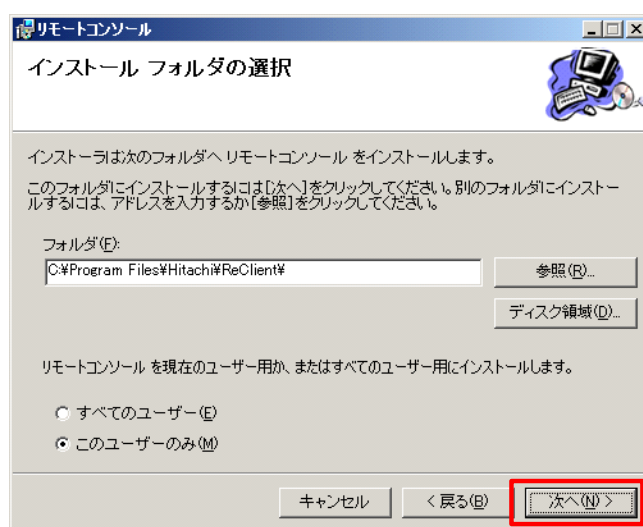 リモートコンソール
インストール フォルダの選択
インストーラは次のフォルダへ リモートコンソール をインストールします。
このフォルダにインストールするには[次へ]をクリックしてください。別のフォルダにインストー
ルするには、アドレスを入力するか[参照]をクリックしてください。
フォルダ(F):
C:¥Program Files¥Hitachi¥ReClient¥
参照(R)...
ディスク領域(D)...
リモートコンソール を現在のユーザー用か、またはすべてのユーザー用にインストールします。
すべてのユーザー(E)
このユーザーのみ(M)
キャンセル
< 戻る(B)
次へ(N) >